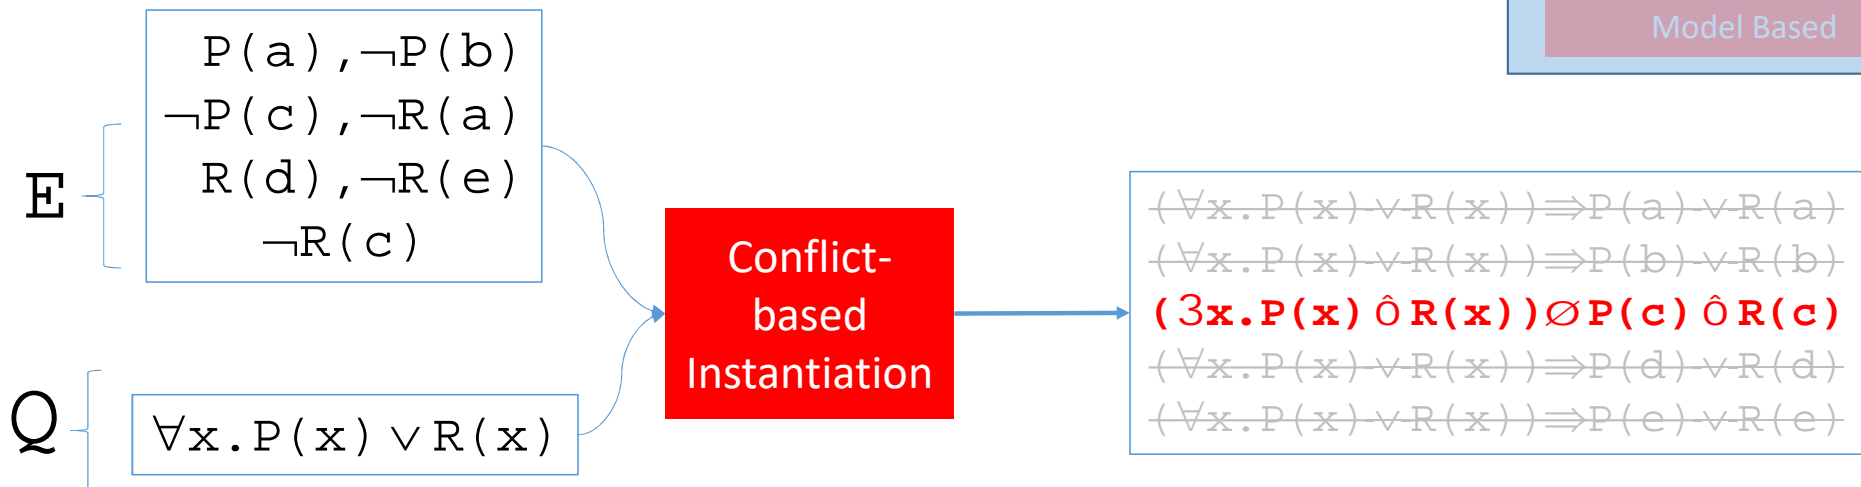 Model Based
E
P(a),¬P(b)
¬P(c),¬R(a)
R(d),¬R(e)
¬R(c)
Q
∀x.P(x)∨R(x)
Conflict-
based
Instantiation
(∀x.P(x)∨R(x))⇒P(a)∨R(a)
(∀x.P(x)∨R(x))⇒P(b)∨R(b)
(3x.P(x)ôR(x))∅P(c)ôR(c)
(∀x.P(x)∨R(x))⇒P(d)∨R(d)
(∀x.P(x)∨R(x))⇒P(e)∨R(e)